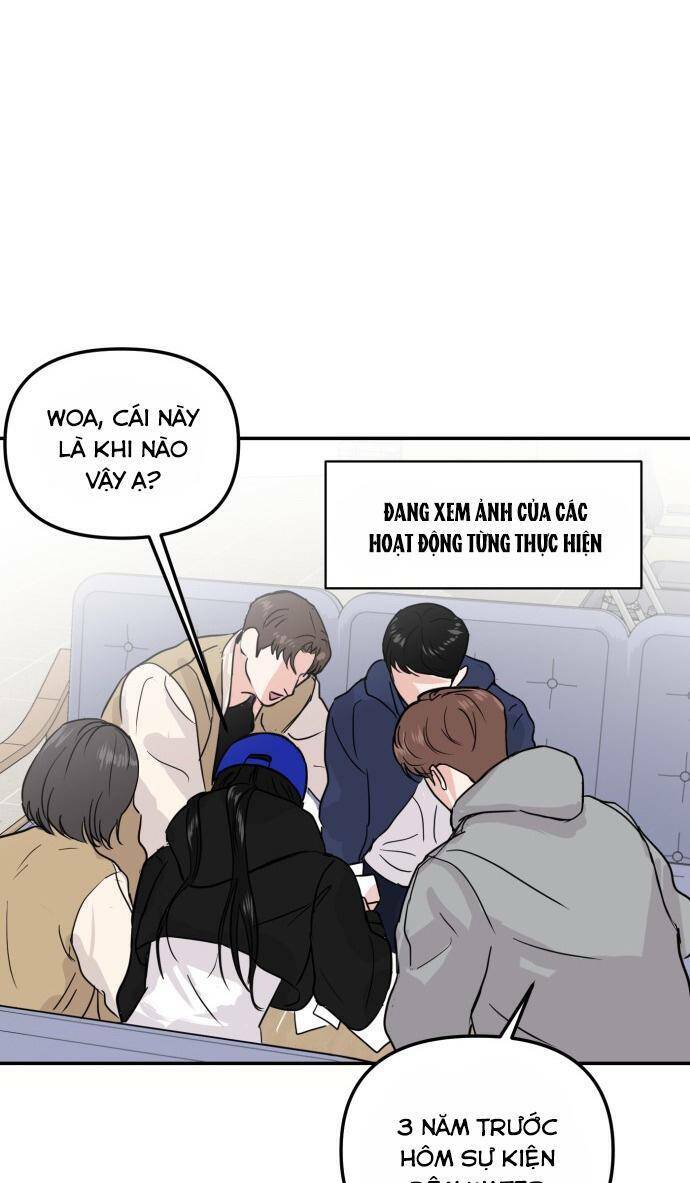 WOA, CÁI NÀY
LÀ KHI NÀO
VẬY Ạ?
ĐANG XEM ẢNH CỦA CÁC
HOẠT ĐỘNG TỪNG THỰC HIỆN
3 NĂM TRƯỚC
HÔM SỰ KIỆN